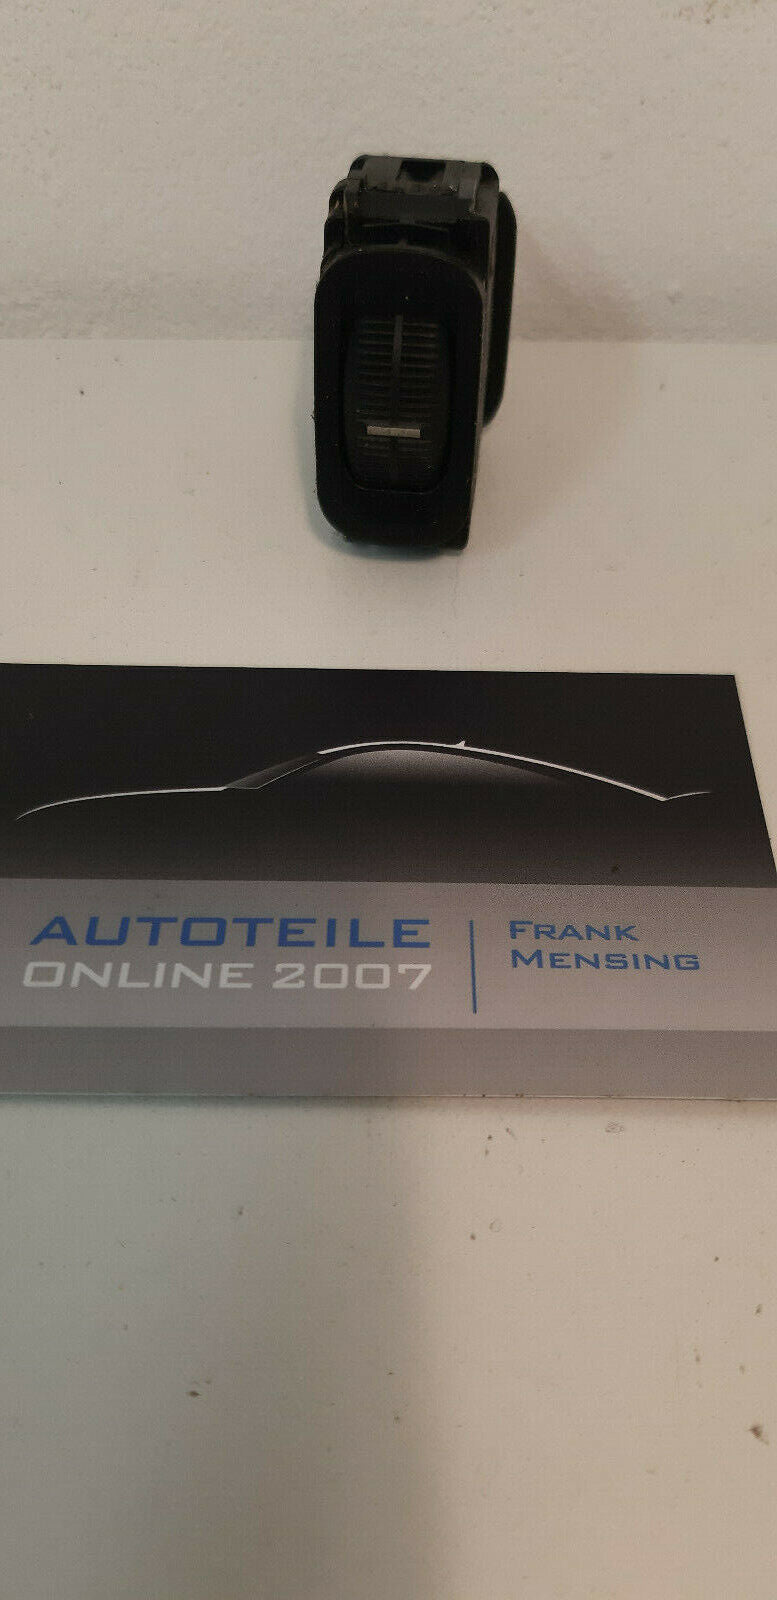 AUTOTEILE
ONLINE 2007
FRANK
MENSING